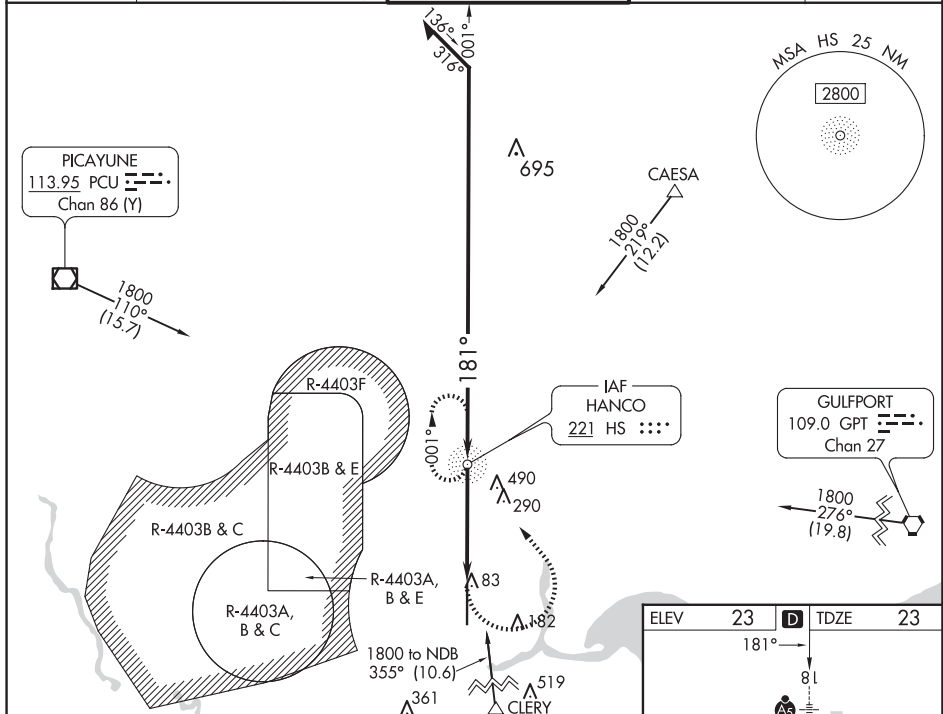 136°
316°
001°
MSA HS 25 NM
2800
695
CAESA
1800
219°
(12.2)
PICAYUNE
113.95 PCU
Chan 86 (Y)
1800
110°
(15.7)
181°
R-4403F
IAF
HANCO
221 HS
GULFPORT
109.0 GPT
Chan 27
001°
R-4403B & E
490
290
R-4403B & C
1800
276°
(19.8)
R-4403A,
B & E
83
R-4403A,
B & C
182
ELEV 23 D TDZE 23
181°
18
A5
1800 to NDB
355° (10.6)
361
519
CLERY